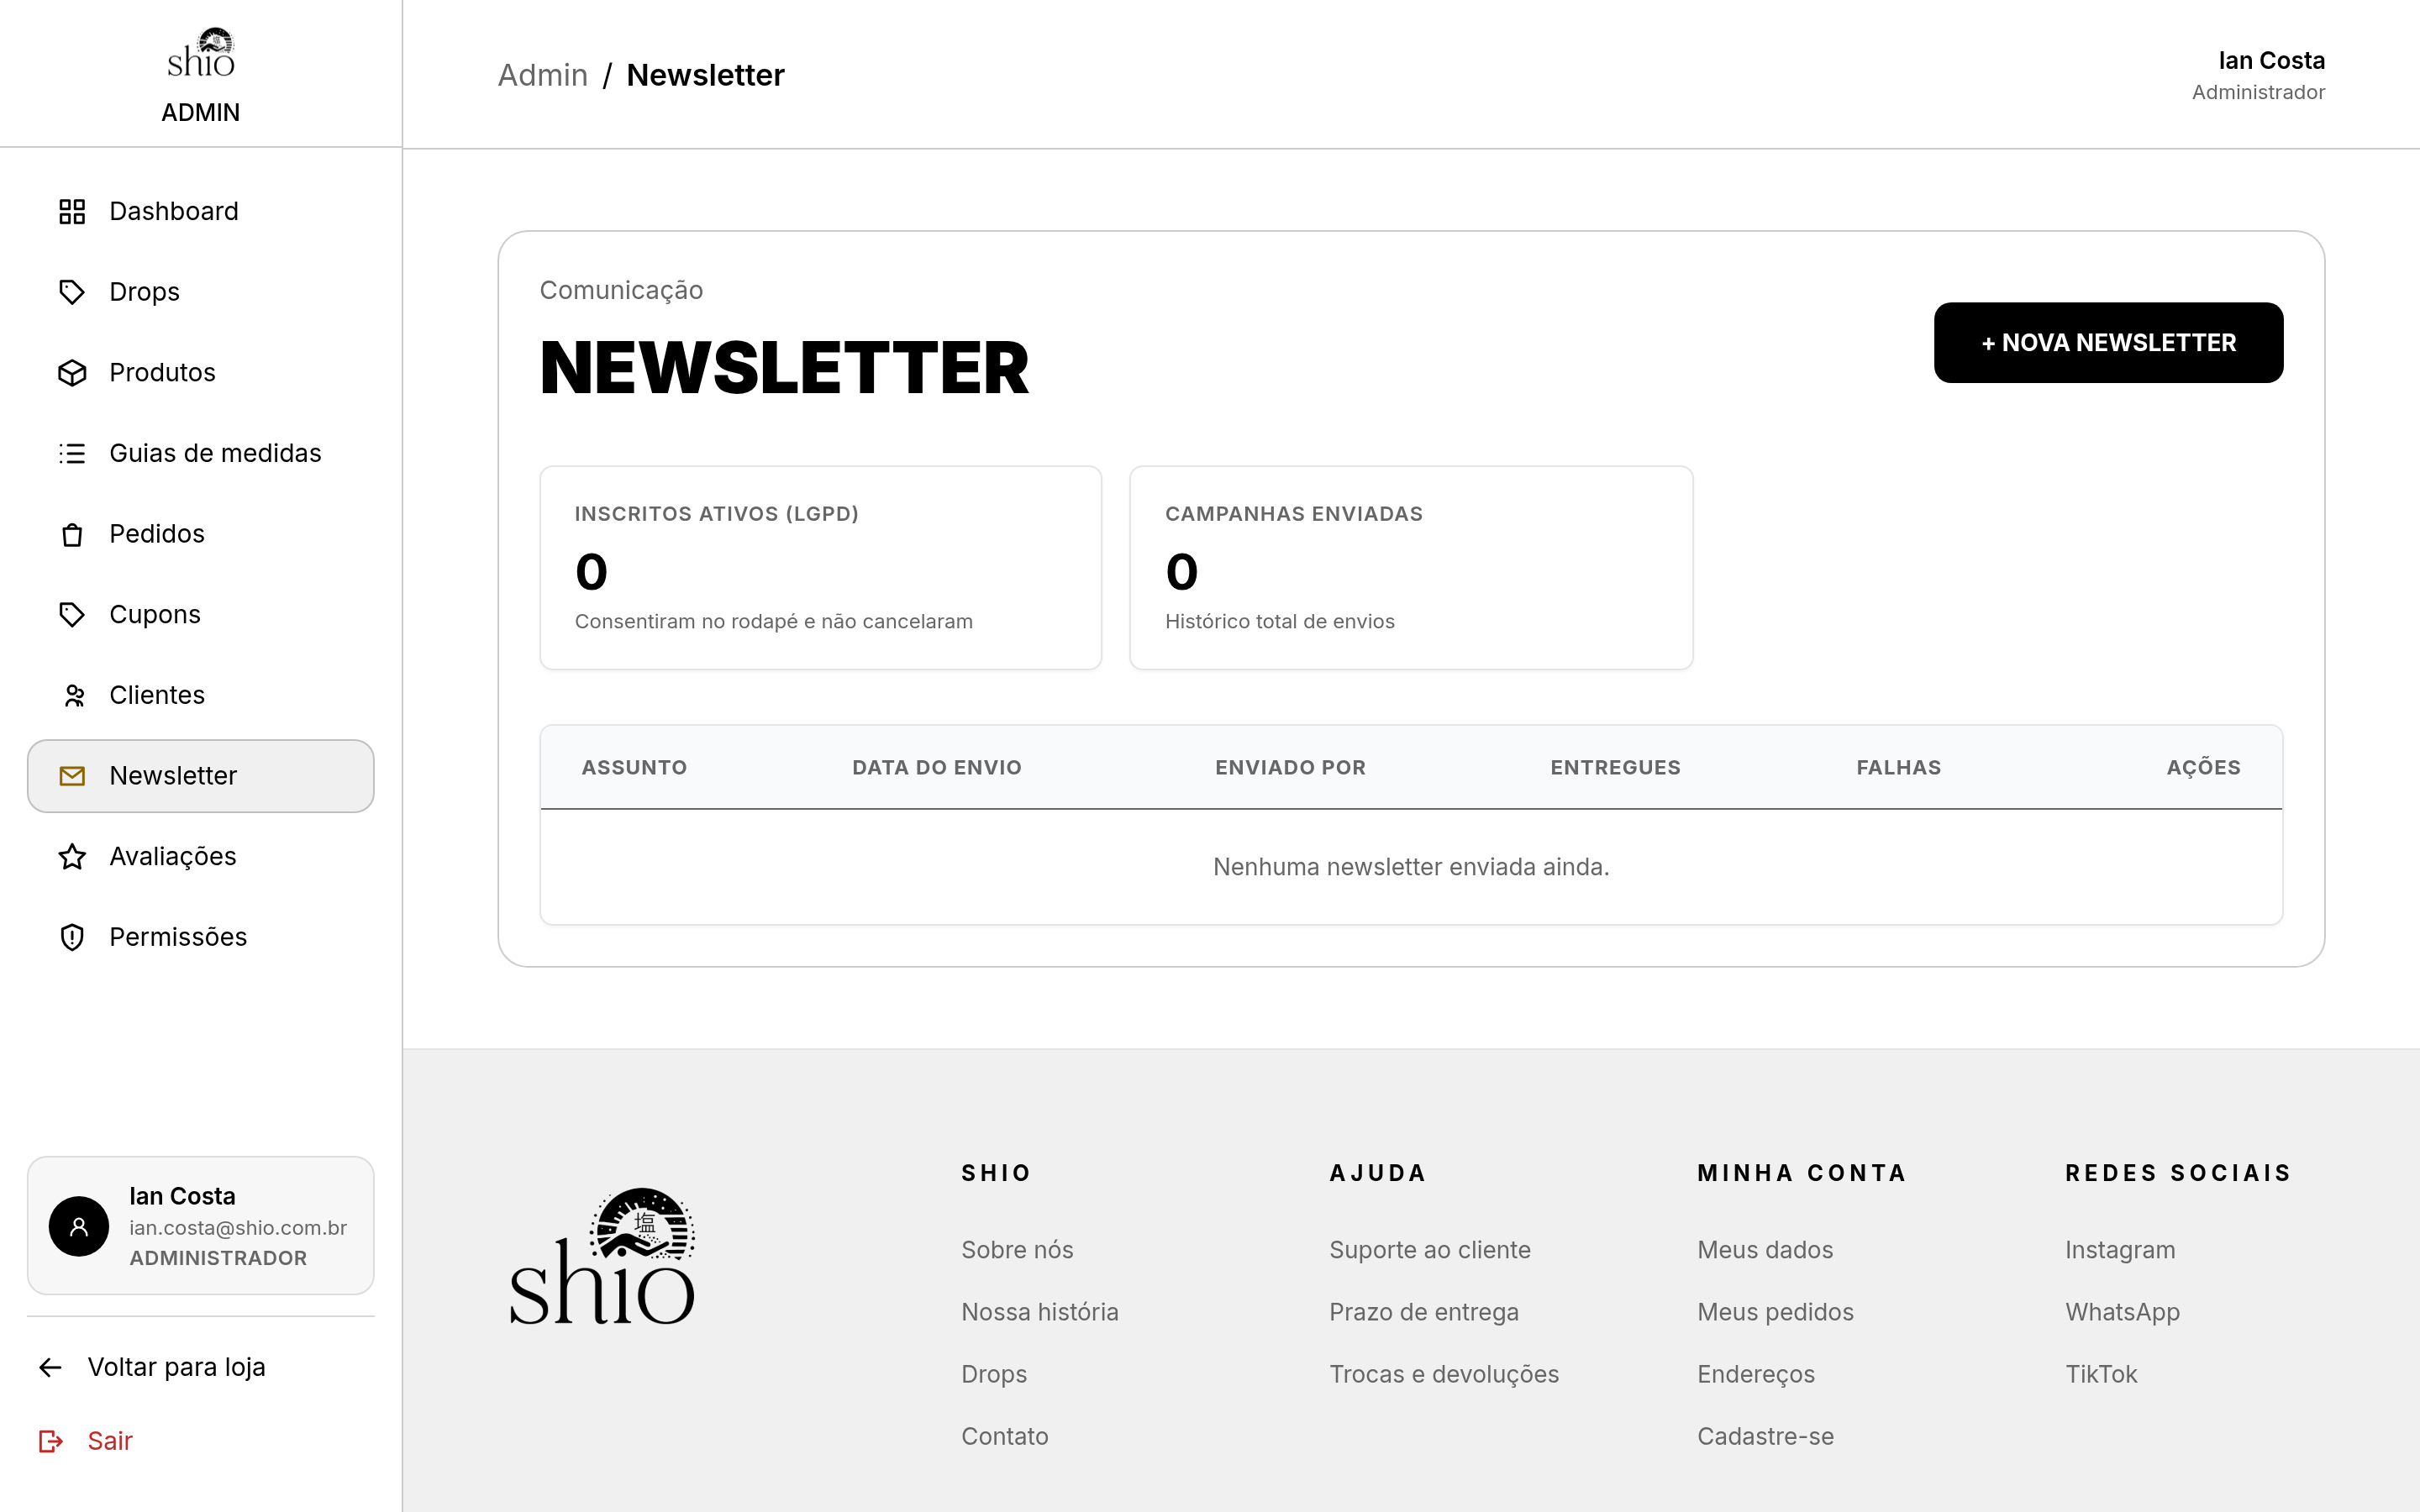 shio
ADMIN
Dashboard
Drops
Produtos
Guias de medidas
Pedidos
Cupons
Clientes
Newsletter
Avaliações
Permissões
Ian Costa
ian.costa@shio.com.br
ADMINISTRADOR
Voltar para loja
Sair
Admin / Newsletter
Ian Costa
Administrador
Comunicação
NEWSLETTER
+ NOVA NEWSLETTER
INSCRITOS ATIVOS (LGPD)
0
Consentiram no rodapé e não cancelaram
CAMPANHAS ENVIADAS
0
Histórico total de envios
ASSUNTO DATA DO ENVIO ENVIADO POR ENTREGUES FALHAS AÇÕES
Nenhuma newsletter enviada ainda.
塩
shio
SHIO
Sobre nós
Nossa história
Drops
Contato
AJUDA
Suporte ao cliente
Prazo de entrega
Trocas e devoluções
MINHA CONTA
Meus dados
Meus pedidos
Endereços
Cadastre-se
REDES SOCIAIS
Instagram
WhatsApp
TikTok